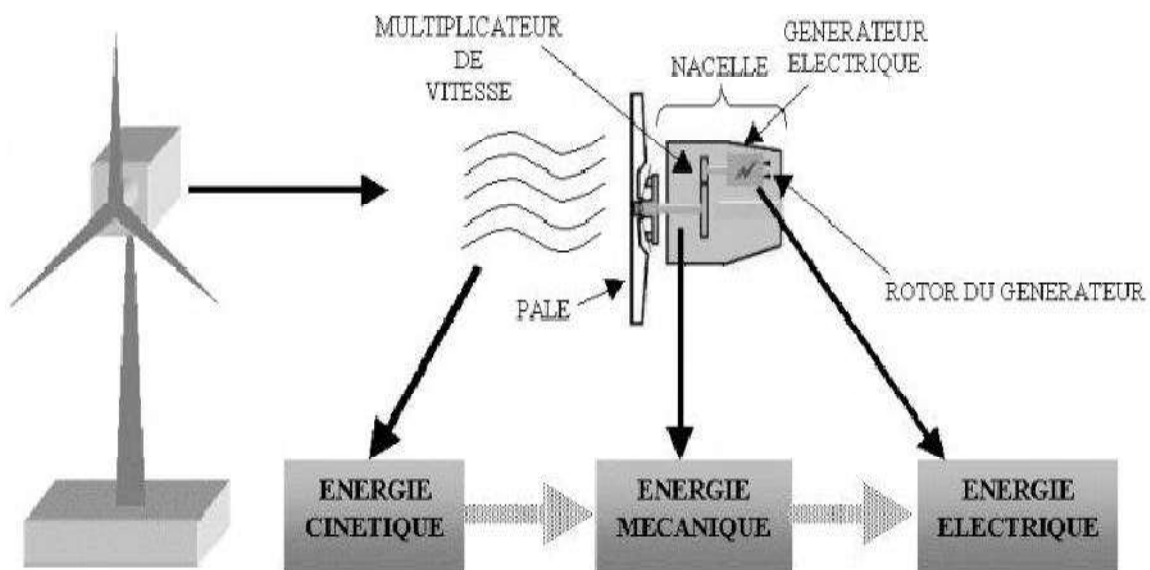 MULTIPLICATEUR
DE
VITESSE
NACELLE
GENERATEUR
ELECTRIQUE
PALE
ROTOR DU GENERATEUR
ENERGIE
CINETIQUE
ENERGIE
MECANIQUE
ENERGIE
ELECTRIQUE